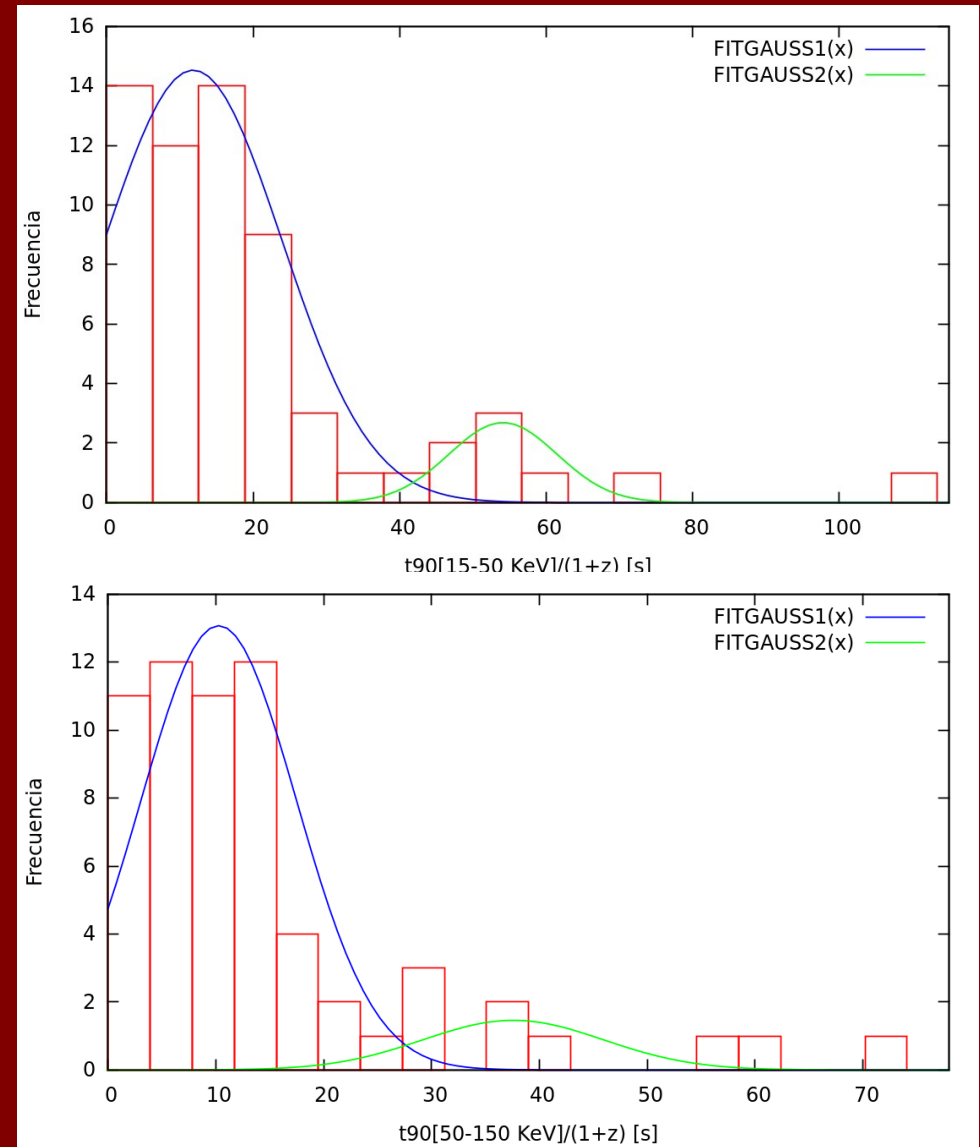 16
14
12
10
8
6
4
2
0
Frecuencia
FITGAUSS1(x)
FITGAUSS2(x)
0 20 40 60 80 100
t90[15-50 KeV]/(1+z) [s]
14
12
10
8
6
4
2
0
Frecuencia
FITGAUSS1(x)
FITGAUSS2(x)
0 10 20 30 40 50 60 70
t90[50-150 KeV]/(1+z) [s]